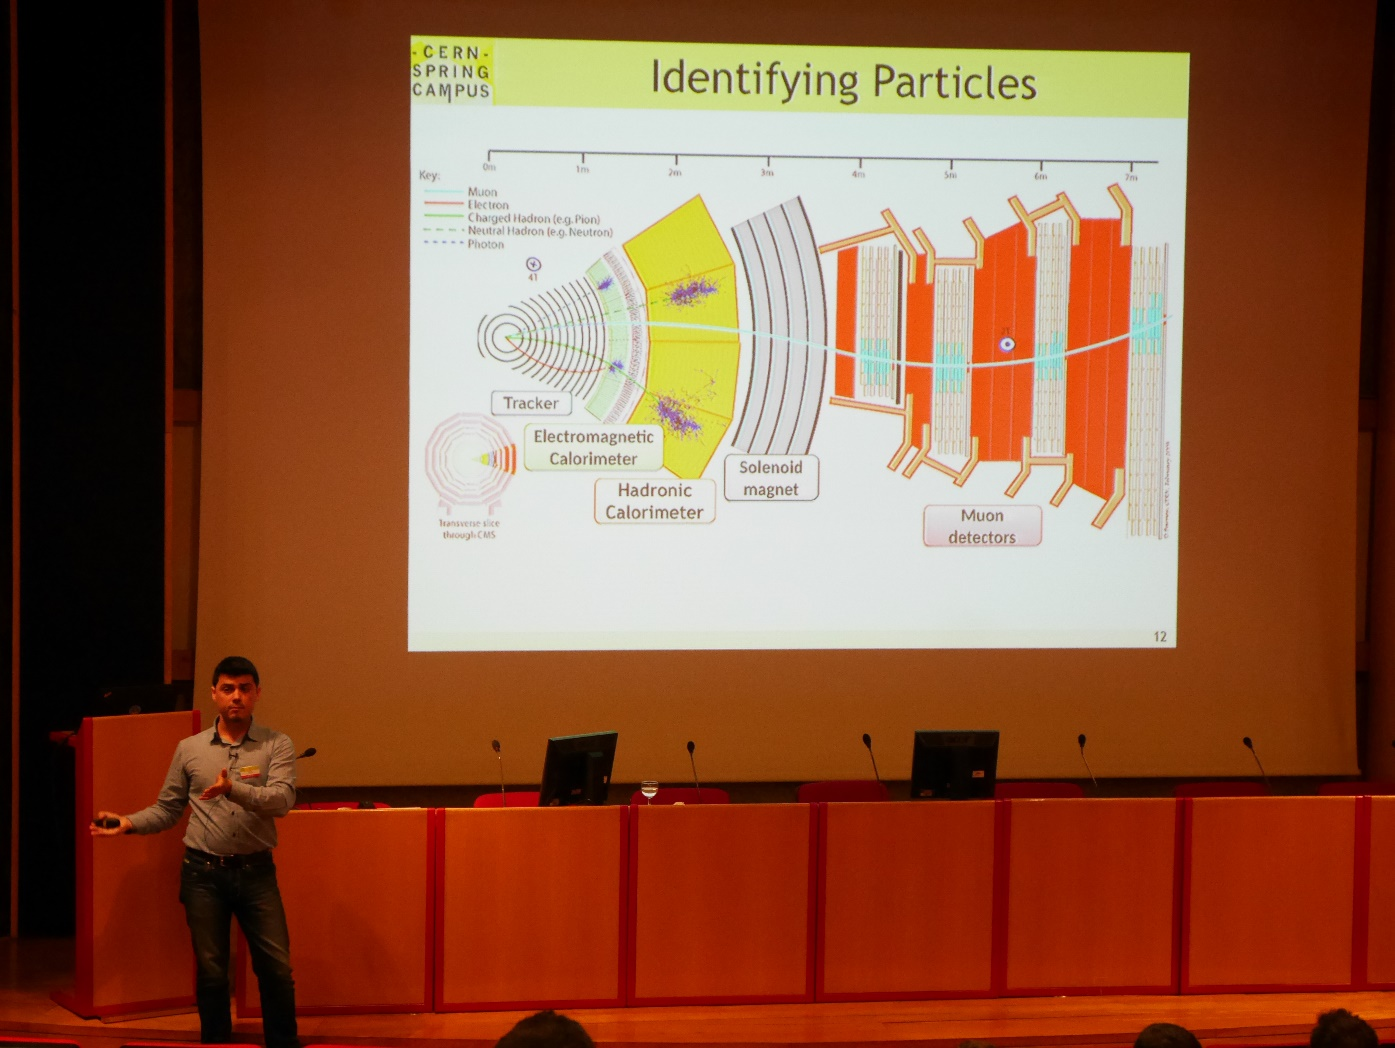 - CERN -
SPRING
CAMPUS
Identifying Particles
0m 1m 2m 3m 4m 5m 6m 7m
Key:
Muon
Electron
Charged Hadron (e.g. Pion)
Neutral Hadron (e.g. Neutron)
Photon
Tracker
Electromagnetic
Calorimeter
Hadronic
Calorimeter
Solenoid
magnet
Muon
detectors
Transverse slice
through CMS
12